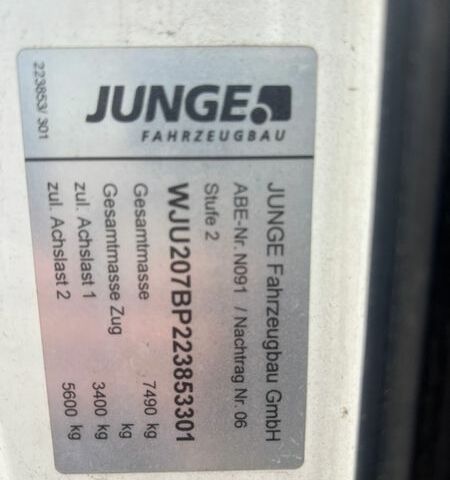 JUNGE
FAHRZEUGBAU
223853/ 301
JUNGE Fahrzeugbau GmbH
ABE-Nr. N091 / Nachtrag Nr. 06
Stufe 2
WJU207BP223853301
Gesamtmasse 7490 kg
Gesamtmasse Zug kg
zul. Achslast 1 3400 kg
zul. Achslast 2 5600 kg